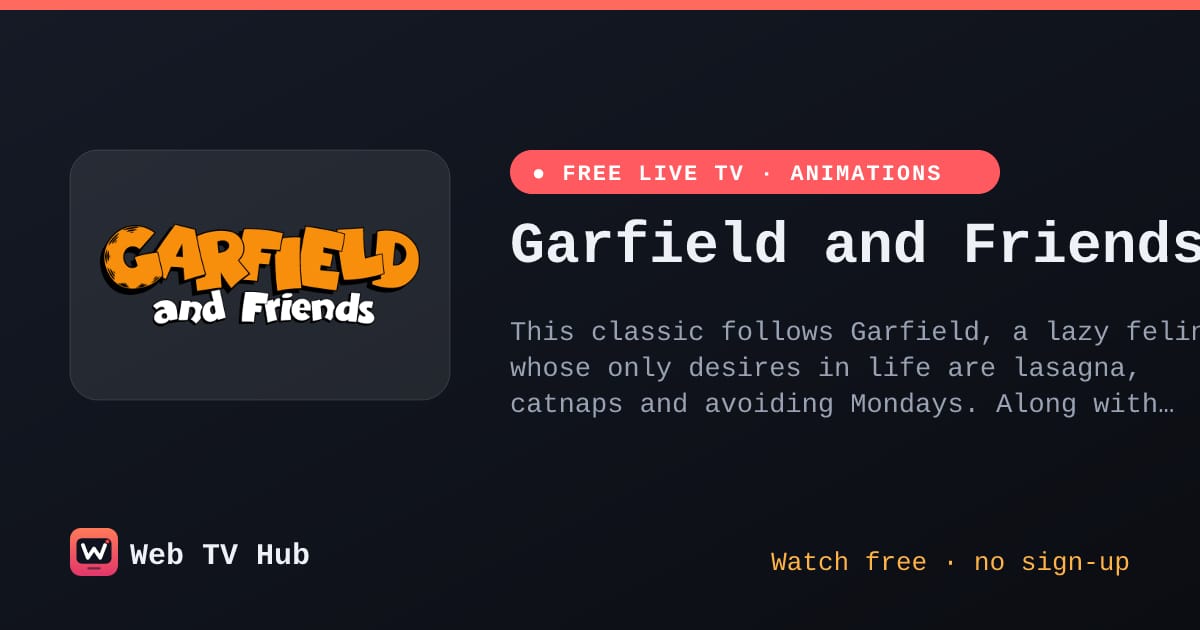 GARFIELD
and Friends
• FREE LIVE TV · ANIMATIONS
Garfield and Friends
This classic follows Garfield, a lazy felin
whose only desires in life are lasagna,
catnaps and avoiding Mondays. Along with…
W
Web TV Hub
Watch free · no sign-up